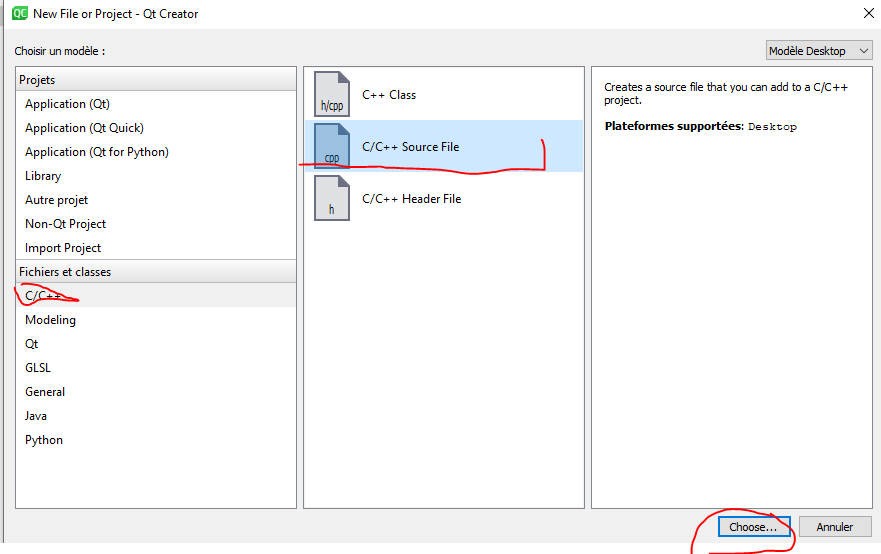 QC New File or Project - Qt Creator
Choisir un modèle :
Modèle Desktop
Projets
Application (Qt)
Application (Qt Quick)
Application (Qt for Python)
Library
Autre projet
Non-Qt Project
Import Project
Fichiers et classes
C/C++
Modeling
Qt
GLSL
General
Java
Python
h/cpp
C++ Class
cpp
C/C++ Source File
h
C/C++ Header File
Creates a source file that you can add to a C/C++
project.
Plateformes supportées: Desktop
Choose...
Annuler